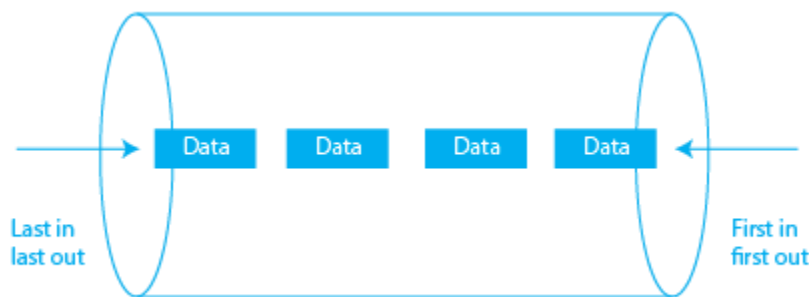 Data
Data
Data
Data
Last in
last out
First in
first out